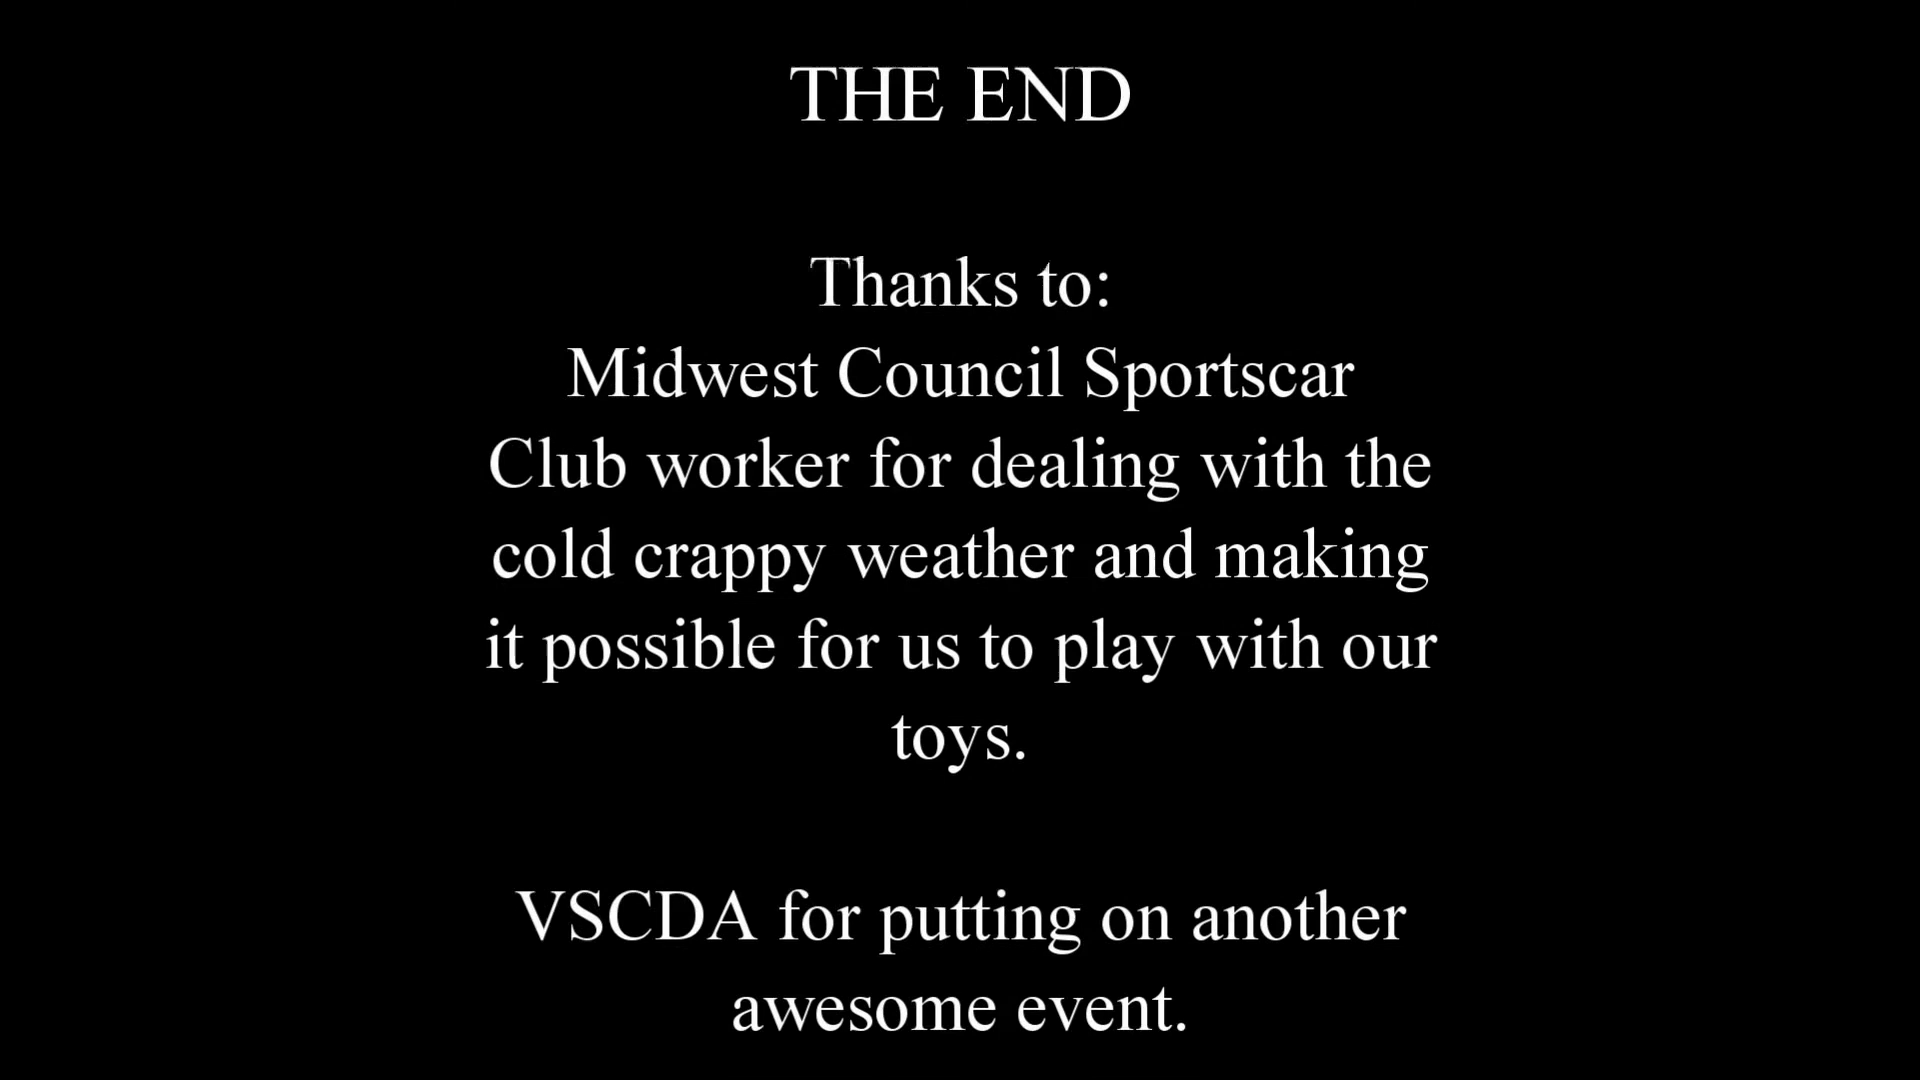 THE END
Thanks to:
Midwest Council Sportscar
Club worker for dealing with the
cold crappy weather and making
it possible for us to play with our
toys.
VSCDA for putting on another
awesome event.